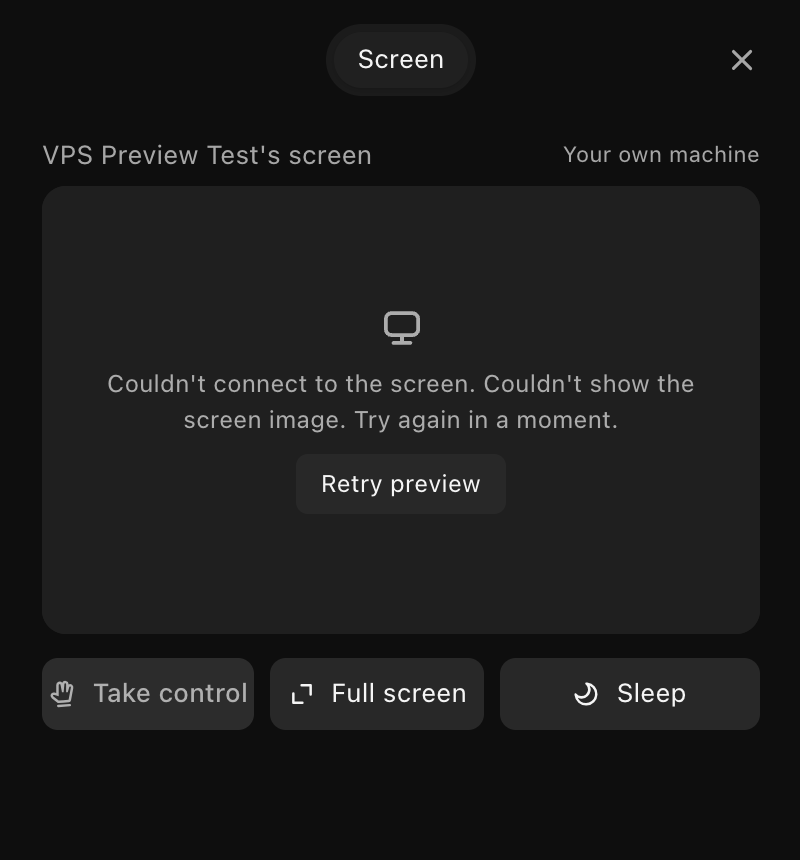 Screen
VPS Preview Test's screen
Your own machine
Couldn't connect to the screen. Couldn't show the
screen image. Try again in a moment.
Retry preview
Take control
Full screen
Sleep